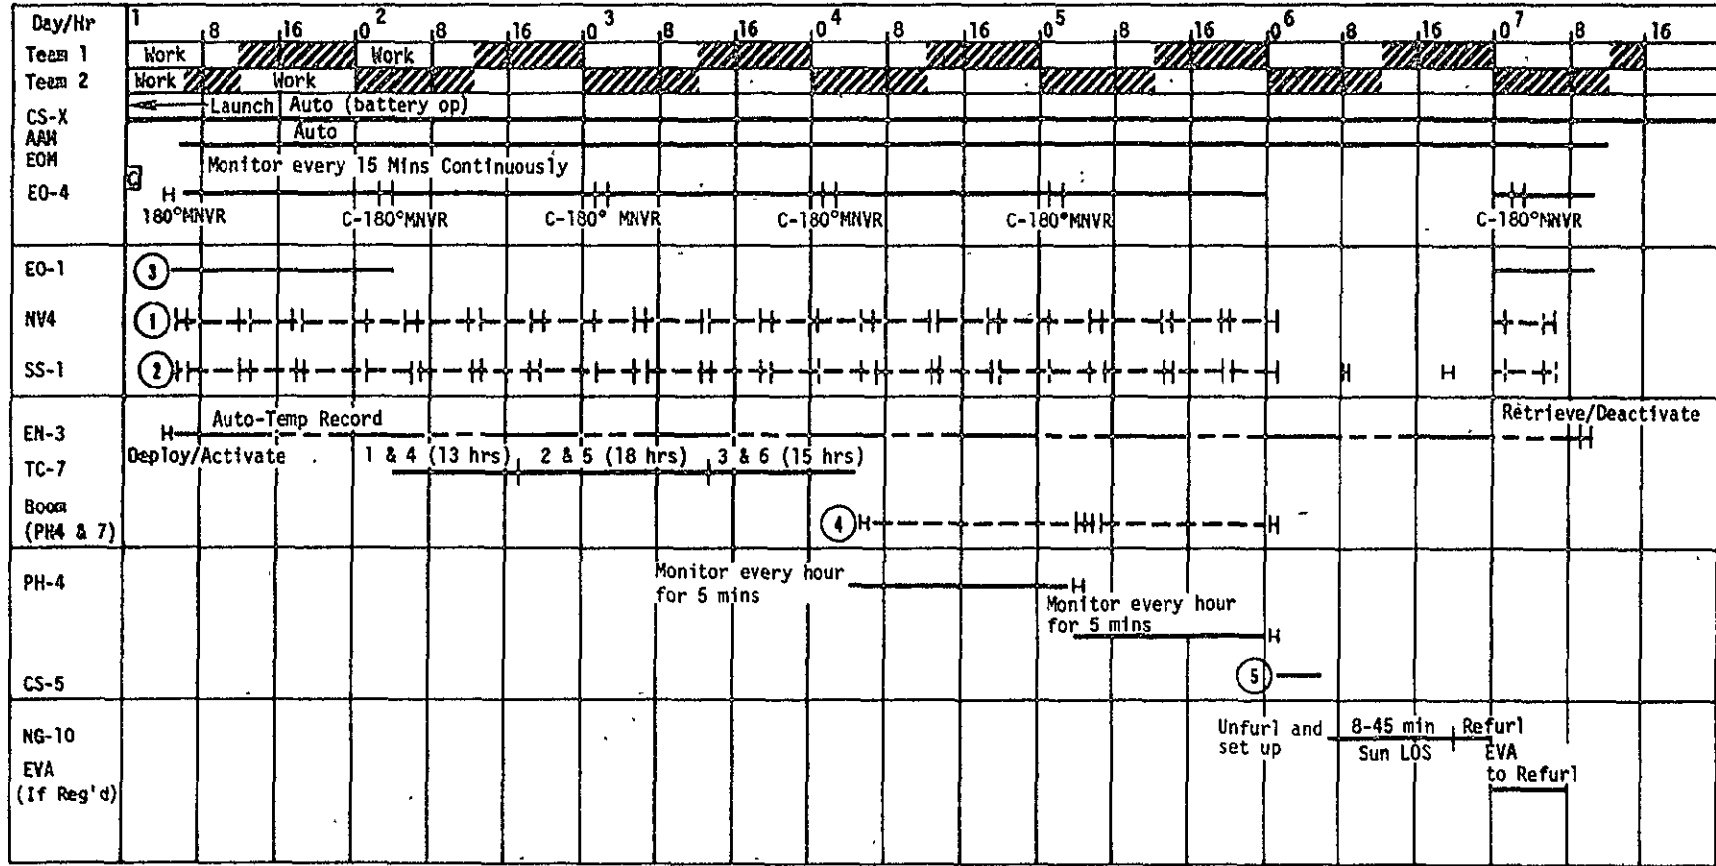 Day/Hr 1 8 16 0 2 8 16 0 3 8 16 0 4 8 16 0 5 8 16 0 6 8 16 0 7 8 16
Team 1 Work Work
Team 2 Work Work
CS-X Launch Auto (battery op)
AAW Auto
EOM Monitor every 15 Mins Continuously
C
EO-4
180°MNVR C-180°MNVR C-180° MNVR C-180°MNVR C-180°MNVR C-180°MNVR
EO-1 3
NV4 1
SS-1 2
EN-3 Auto-Temp Record Retrieve/Deactivate
Deploy/Activate 1 & 4 (13 hrs) 2 & 5 (18 hrs) 3 & 6 (15 hrs)
TC-7
Boom
(PH4 & 7) 4
PH-4 Monitor every hour
for 5 mins
Monitor every hour
for 5 mins
CS-5 5
NG-10 Unfurl and 8-45 min Refurl
set up Sun LOS EVA
EVA to Refurl
(If Reg'd)